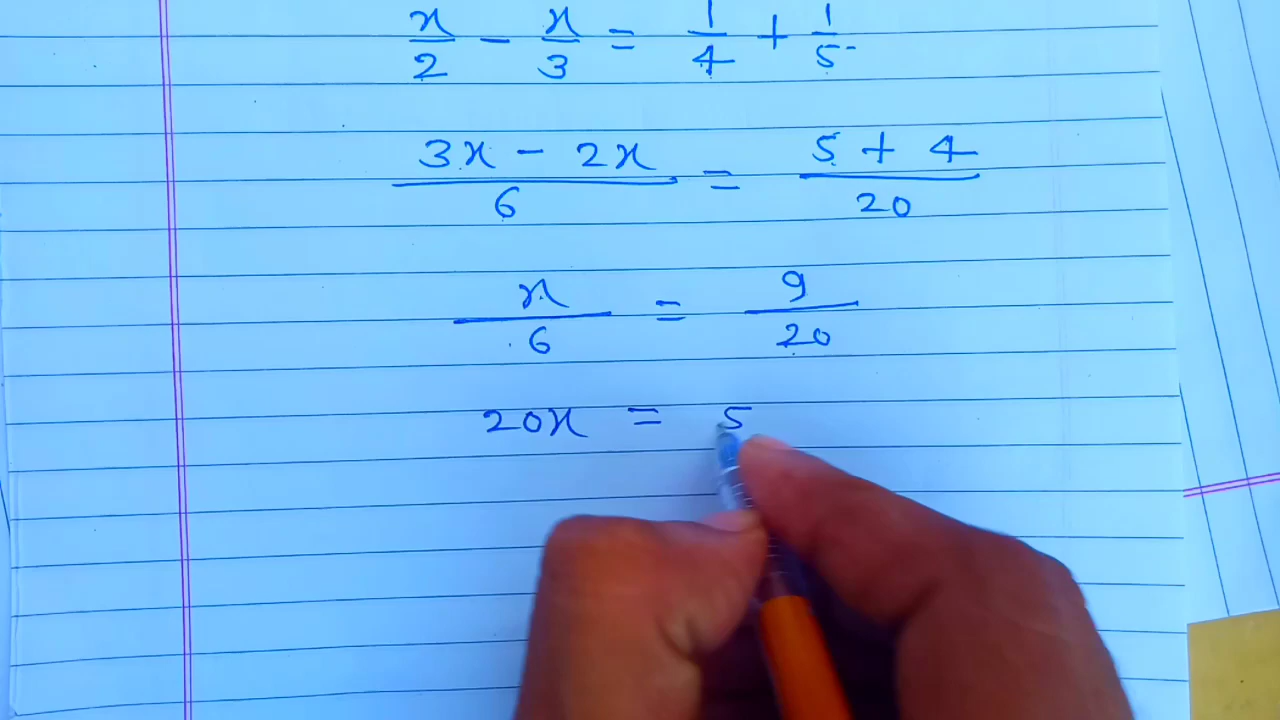 x/2 - x/3 = 1/4 + 1/5
3x - 2x/6 = 5 + 4/20
x/6 = 9/20
20x = 5